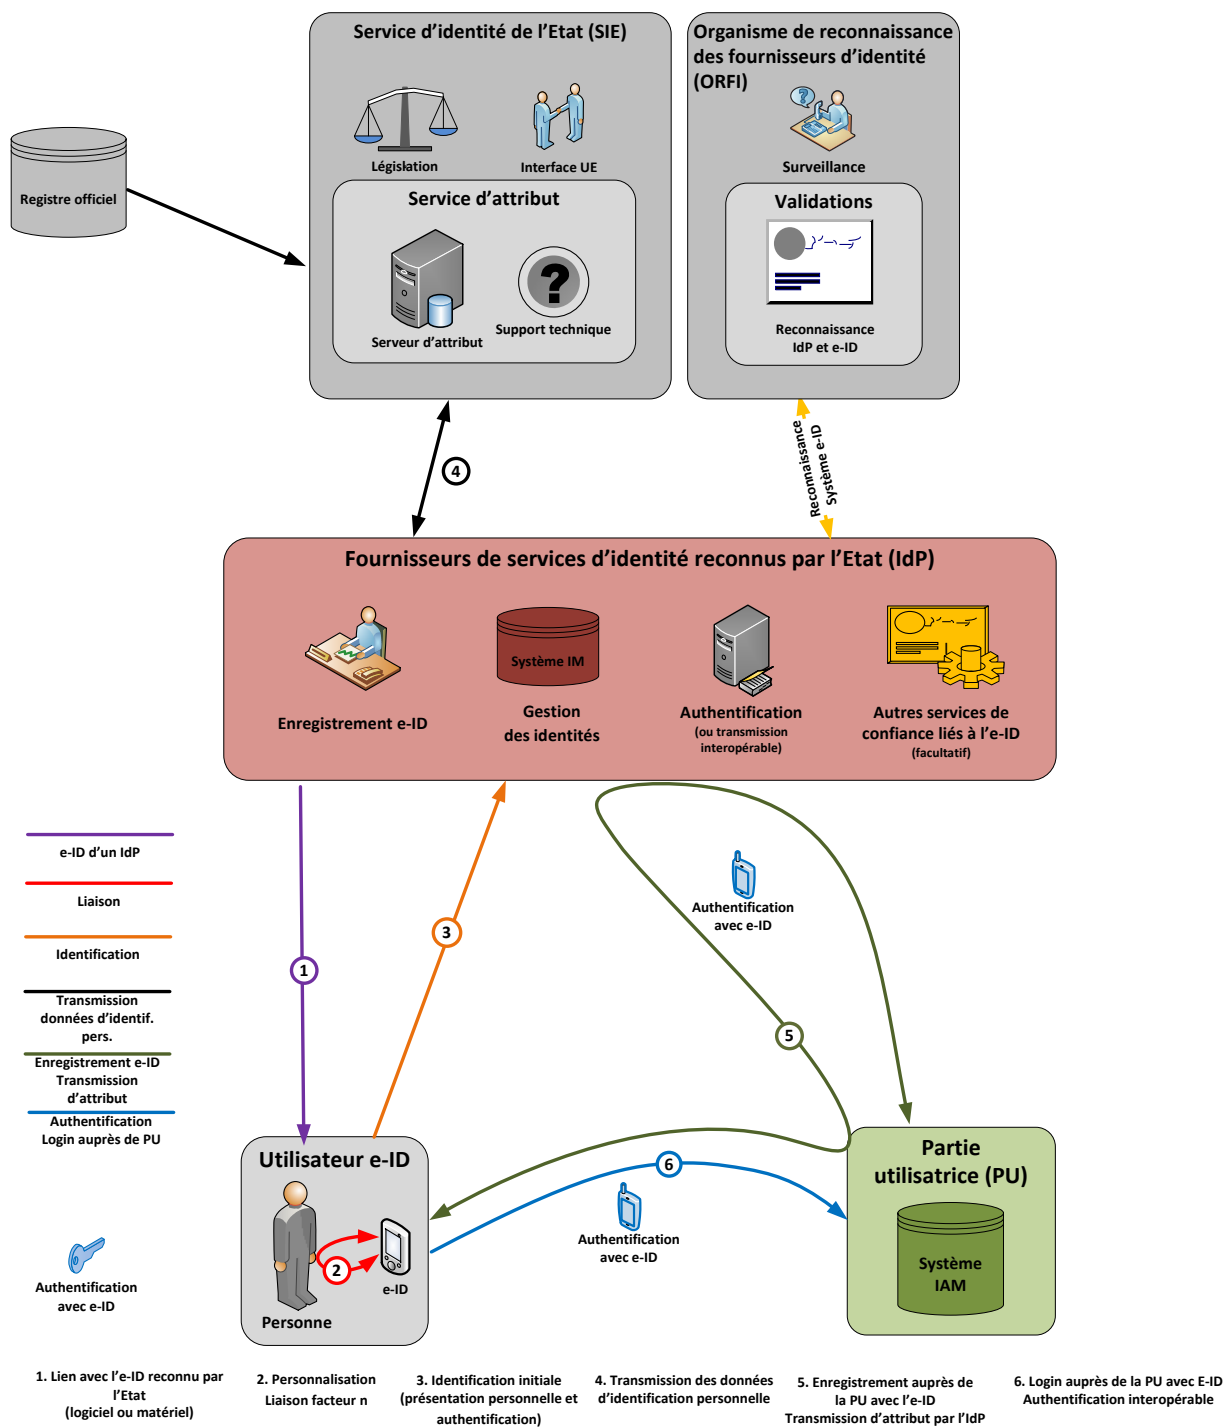 Service d'identité de l'Etat (SIE)
Organisme de reconnaissance
des fournisseurs d'identité
(ORFI)
Législation
Interface UE
Surveillance
Registre officiel
Service d'attribut
Validations
Serveur d'attribut
Support technique
Reconnaissance
IdP et e-ID
4
Reconnaissance
Système e-ID
Fournisseurs de services d'identité reconnus par l'Etat (IdP)
Système IM
Enregistrement e-ID
Gestion
des identités
Authentification
(ou transmission
interopérable)
Autres services de
confiance liés à l'e-ID
(facultatif)
e-ID d'un IdP
Liaison
Identification
Transmission
données d'identif.
pers.
Enregistrement e-ID
Transmission
d'attribut
Authentification
Login auprès de PU
Authentification
avec e-ID
3
1
5
Utilisateur e-ID
6
Partie
utilisatrice (PU)
Authentification
avec e-ID
2
e-ID
Personne
Système
IAM
Authentification
avec e-ID
1. Lien avec l'e-ID reconnu par
l'Etat
(logiciel ou matériel)
2. Personnalisation
Liaison facteur n
3. Identification initiale
(présentation personnelle et
authentification)
4. Transmission des données
d'identification personnelle
5. Enregistrement auprès de
la PU avec l'e-ID
Transmission d'attribut par l'IdP
6. Login auprès de la PU avec E-ID
Authentification interopérable